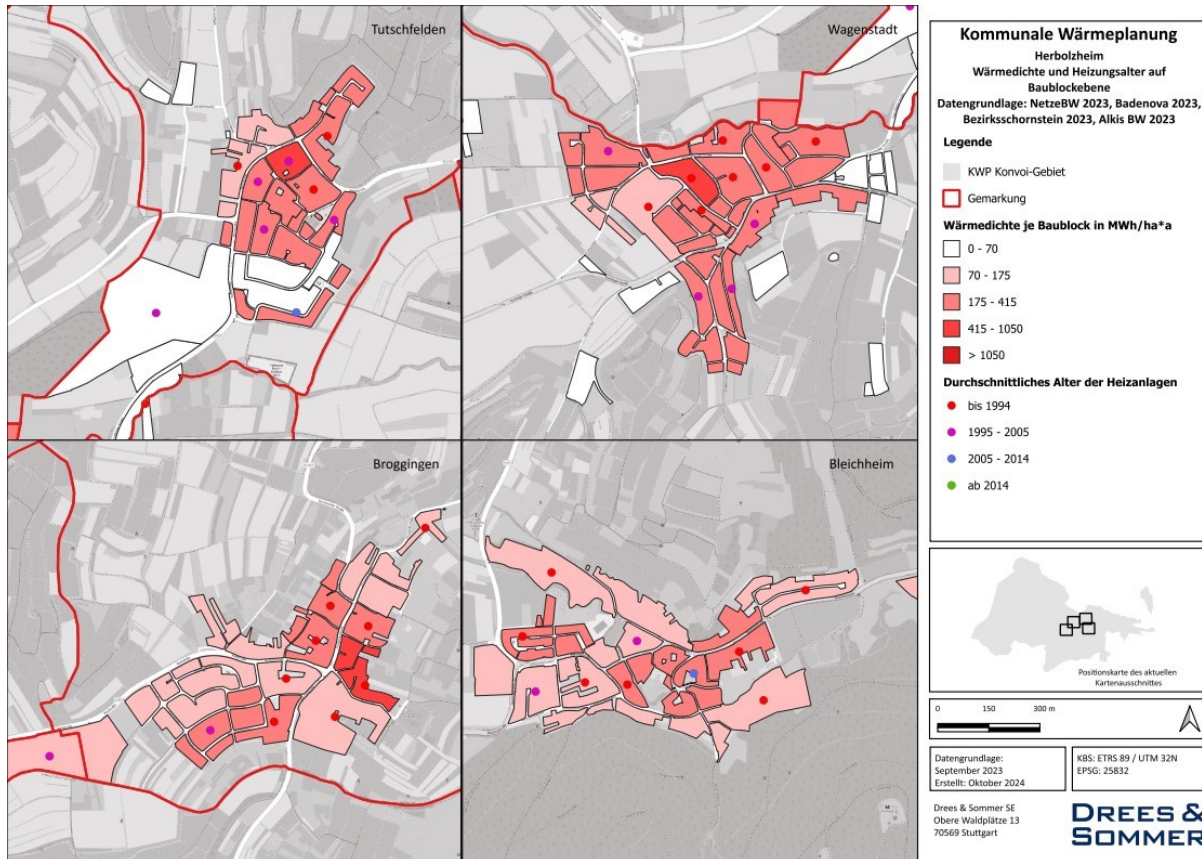 Tutschfelden
Wagenstadt
Broggingen
Bleichheim
Kommunale Wärmeplanung
Herbolzheim
Wärmedichte und Heizungsalter auf
Baublockebene
Datengrundlage: NetzeBW 2023, Badenova 2023,
Bezirksschornstein 2023, Alkis BW 2023
Legende
KWP Konvoi-Gebiet
Gemarkung
Wärmedichte je Baublock in MWh/ha*a
0 - 70
70 - 175
175 - 415
415 - 1050
> 1050
Durchschnittliches Alter der Heizanlagen
bis 1994
1995 - 2005
2005 - 2014
ab 2014
Positionskarte des aktuellen
Kartenausschnittes
0 150 300 m
Datengrundlage:
September 2023
Erstellt: Oktober 2024
KBS: ETRS 89 / UTM 32N
EPSG: 25832
Drees & Sommer SE
Obere Waldplätze 13
70569 Stuttgart
DREES &
SOMMER